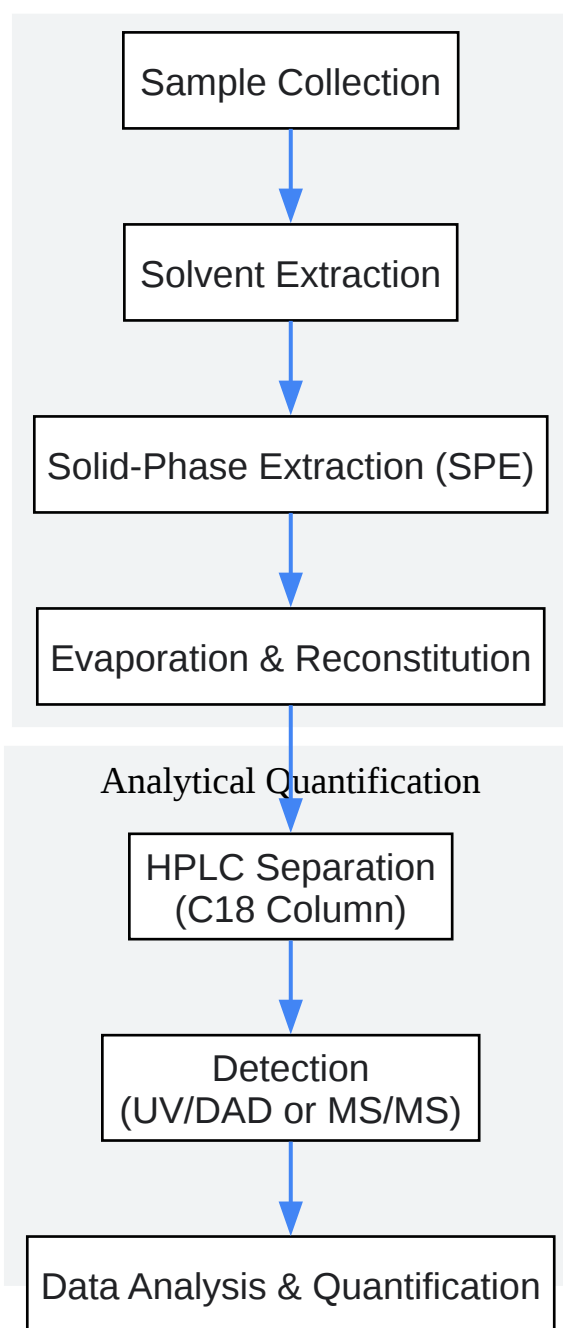 Sample Collection
Solvent Extraction
Solid-Phase Extraction (SPE)
Evaporation & Reconstitution
Analytical Quantification
HPLC Separation
(C18 Column)
Detection
(UV/DAD or MS/MS)
Data Analysis & Quantification